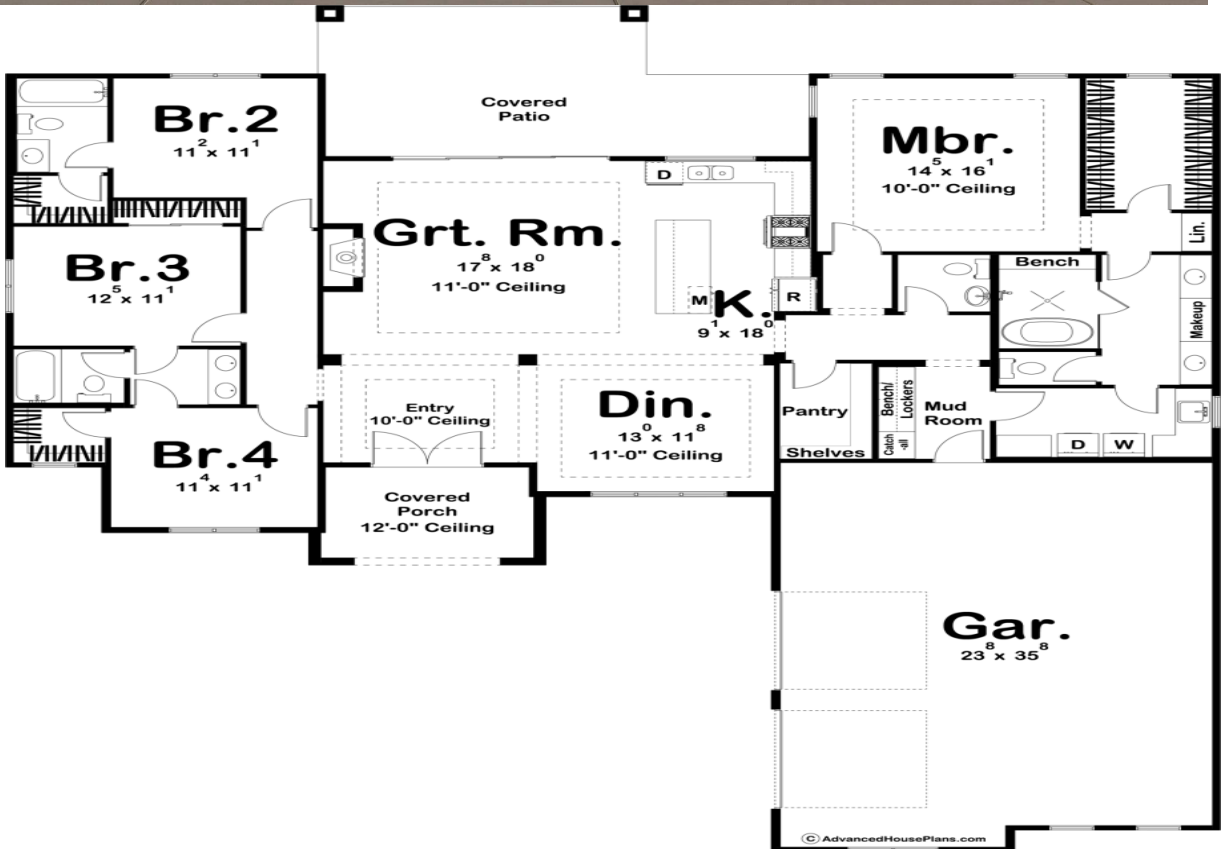 Covered
Patio
Br.2
11² x 11¹
Mbr.
14⁵ x 16¹
10'-0" Ceiling
D
Grt. Rm.
17⁸ x 18⁰
11'-0" Ceiling
Lin.
Br.3
12⁵ x 11¹
Bench
M
K.
9¹ x 18⁰
R
Makeup
Entry
10'-0" Ceiling
Din.
13⁰ x 11⁸
11'-0" Ceiling
Pantry
Shelves
Bench/
Lockers
Catch
-all
Mud
Room
D
W
Br.4
11⁴ x 11¹
Covered
Porch
12'-0" Ceiling
Gar.
23⁸ x 35⁸
© AdvancedHousePlans.com